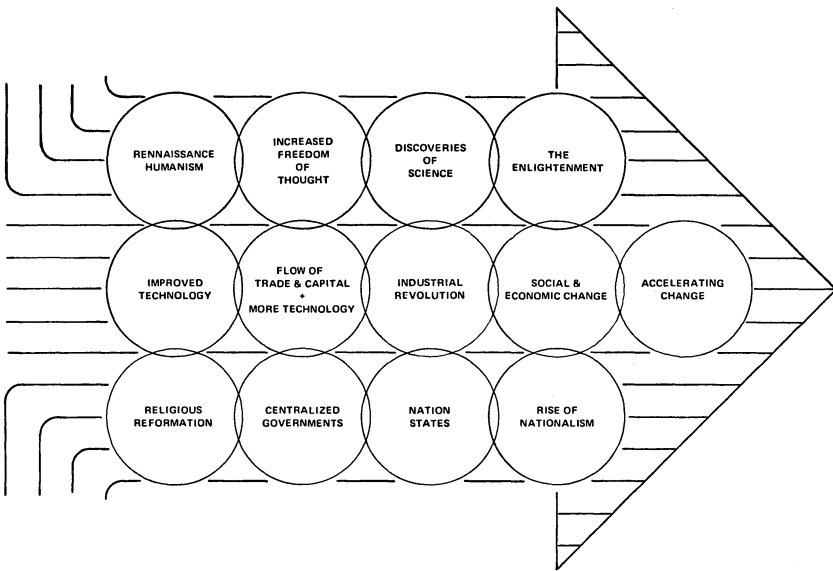 RENNAISSANCE
HUMANISM
INCREASED
FREEDOM
OF
THOUGHT
DISCOVERIES
OF
SCIENCE
THE
ENLIGHTENMENT
IMPROVED
TECHNOLOGY
FLOW OF
TRADE & CAPITAL
+
MORE TECHNOLOGY
INDUSTRIAL
REVOLUTION
SOCIAL &
ECONOMIC CHANGE
ACCELERATING
CHANGE
RELIGIOUS
REFORMATION
CENTRALIZED
GOVERNMENTS
NATION
STATES
RISE OF
NATIONALISM